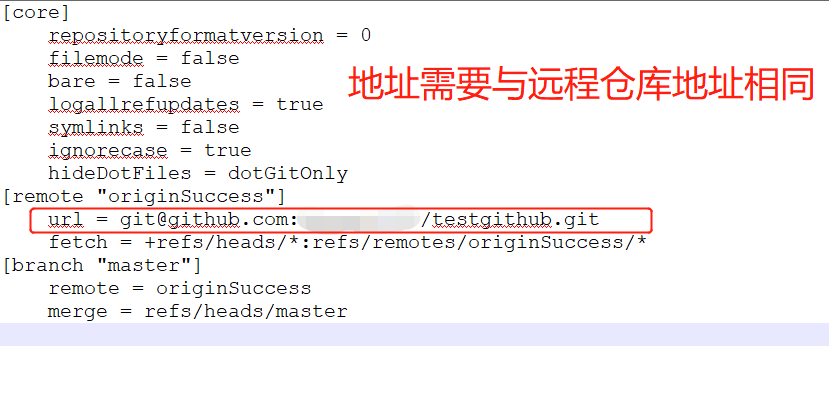 [core]
repositoryformatversion = 0
filemode = false
bare = false
logallrefupdates = true
symlinks = false
ignorecase = true
hideDotFiles = dotGitOnly
地址需要与远程仓库地址相同
[remote "originSuccess"]
url = git@github.com: /testgithub.git
fetch = +refs/heads/*:refs/remotes/originSuccess/*
[branch "master"]
remote = originSuccess
merge = refs/heads/master